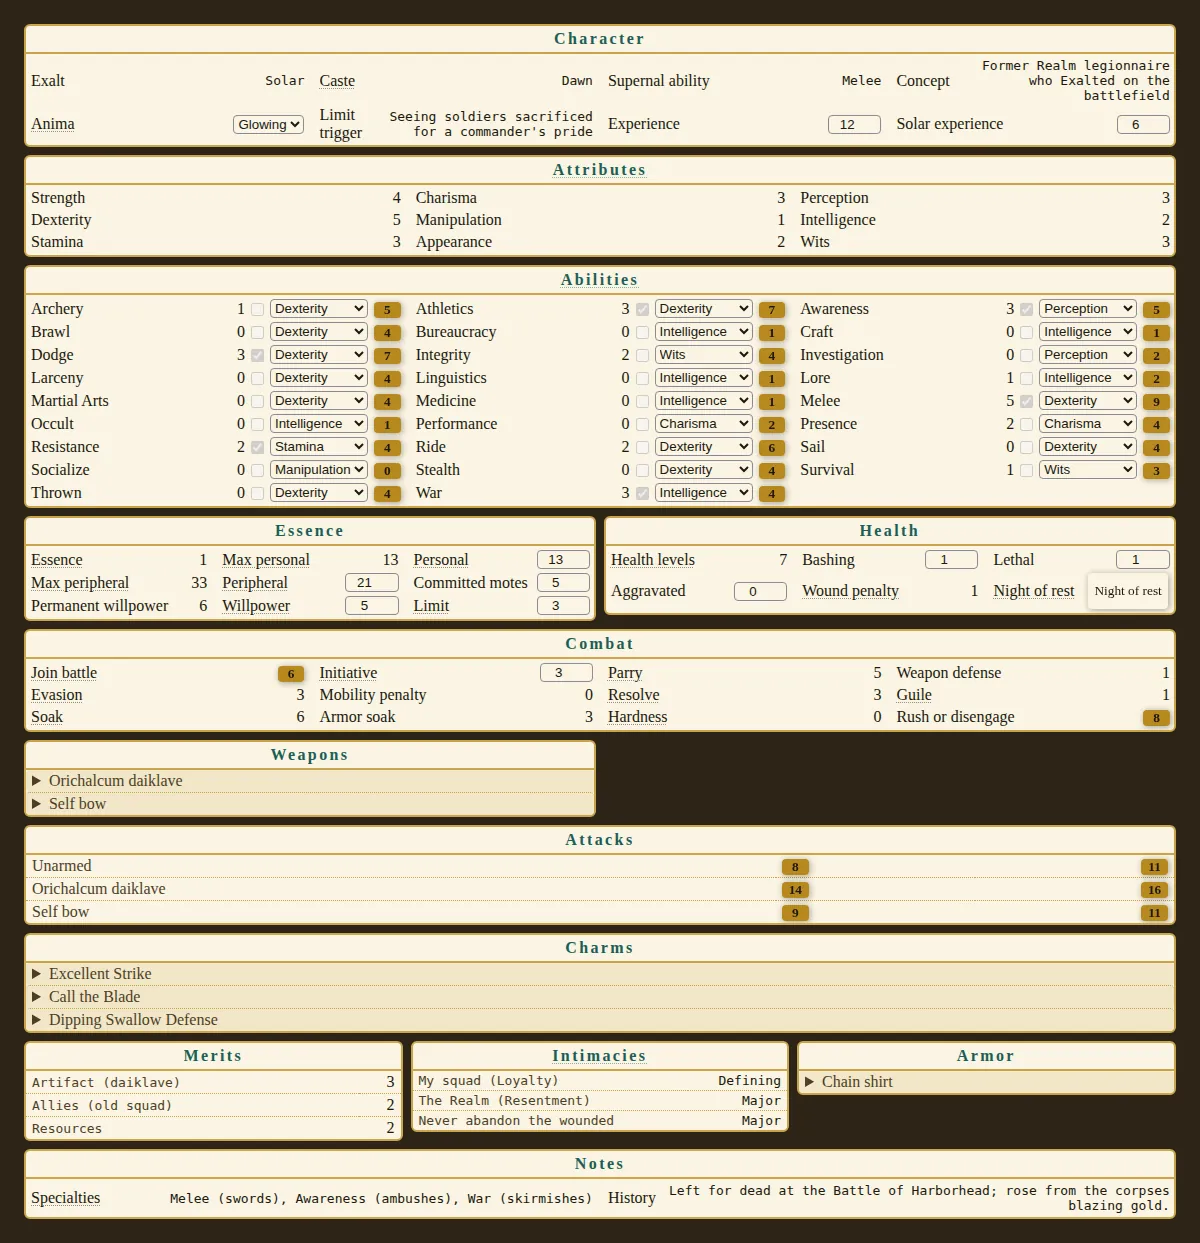 Character
Exalt Solar Caste Dawn Supernal ability Melee Concept Former Realm legionnaire who Exalted on the battlefield
Anima Glowing Limit trigger Seeing soldiers sacrificed for a commander's pride Experience 12 Solar experience 6
Attributes
Strength 4 Charisma 3 Perception 3
Dexterity 5 Manipulation 1 Intelligence 2
Stamina 3 Appearance 2 Wits 3
Abilities
Archery 1 Dexterity 5 Athletics 3 Dexterity 7 Awareness 3 Perception 5
Brawl 0 Dexterity 4 Bureaucracy 0 Intelligence 1 Craft 0 Intelligence 1
Dodge 3 Dexterity 7 Integrity 2 Wits 4 Investigation 0 Perception 2
Larceny 0 Dexterity 4 Linguistics 0 Intelligence 1 Lore 1 Intelligence 2
Martial Arts 0 Dexterity 4 Medicine 0 Intelligence 1 Melee 5 Dexterity 9
Occult 0 Intelligence 1 Performance 0 Charisma 2 Presence 2 Charisma 4
Resistance 2 Stamina 4 Ride 2 Dexterity 6 Sail 0 Dexterity 4
Socialize 0 Manipulation 0 Stealth 0 Dexterity 4 Survival 1 Wits 3
Thrown 0 Dexterity 4 War 3 Intelligence 4
Essence
Essence 1 Max personal 13 Personal 13
Max peripheral 33 Peripheral 21 Committed motes 5
Permanent willpower 6 Willpower 5 Limit 3
Health
Health levels 7 Bashing 1 Lethal 1
Aggravated 0 Wound penalty 1 Night of rest Night of rest
Combat
Join battle 6 Initiative 3 Parry 5 Weapon defense 1
Evasion 3 Mobility penalty 0 Resolve 3 Guile 1
Soak 6 Armor soak 3 Hardness 0 Rush or disengage 8
Weapons
Orichalcum daiklave
Self bow
Attacks
Unarmed 8 11
Orichalcum daiklave 14 16
Self bow 9 11
Charms
Excellent Strike
Call the Blade
Dipping Swallow Defense
Merits
Artifact (daiklave) 3
Allies (old squad) 2
Resources 2
Intimacies
My squad (Loyalty) Defining
The Realm (Resentment) Major
Never abandon the wounded Major
Armor
Chain shirt
Notes
Specialties Melee (swords), Awareness (ambushes), War (skirmishes) History Left for dead at the Battle of Harborhead; rose from the corpses
blazing gold.